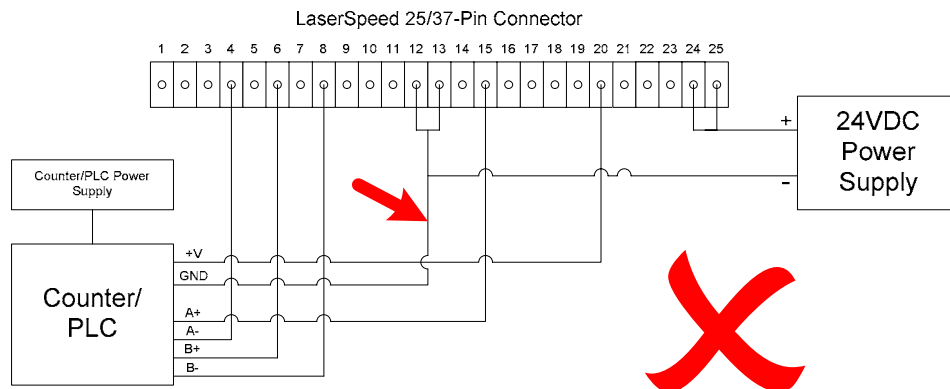 LaserSpeed 25/37-Pin Connector
1 2 3 4 5 6 7 8 9 10 11 12 13 14 15 16 17 18 19 20 21 22 23 24 25
+
24VDC
Power
Supply
-
Counter/PLC Power
Supply
+V
GND
Counter/
PLC
A+
A-
B+
B-